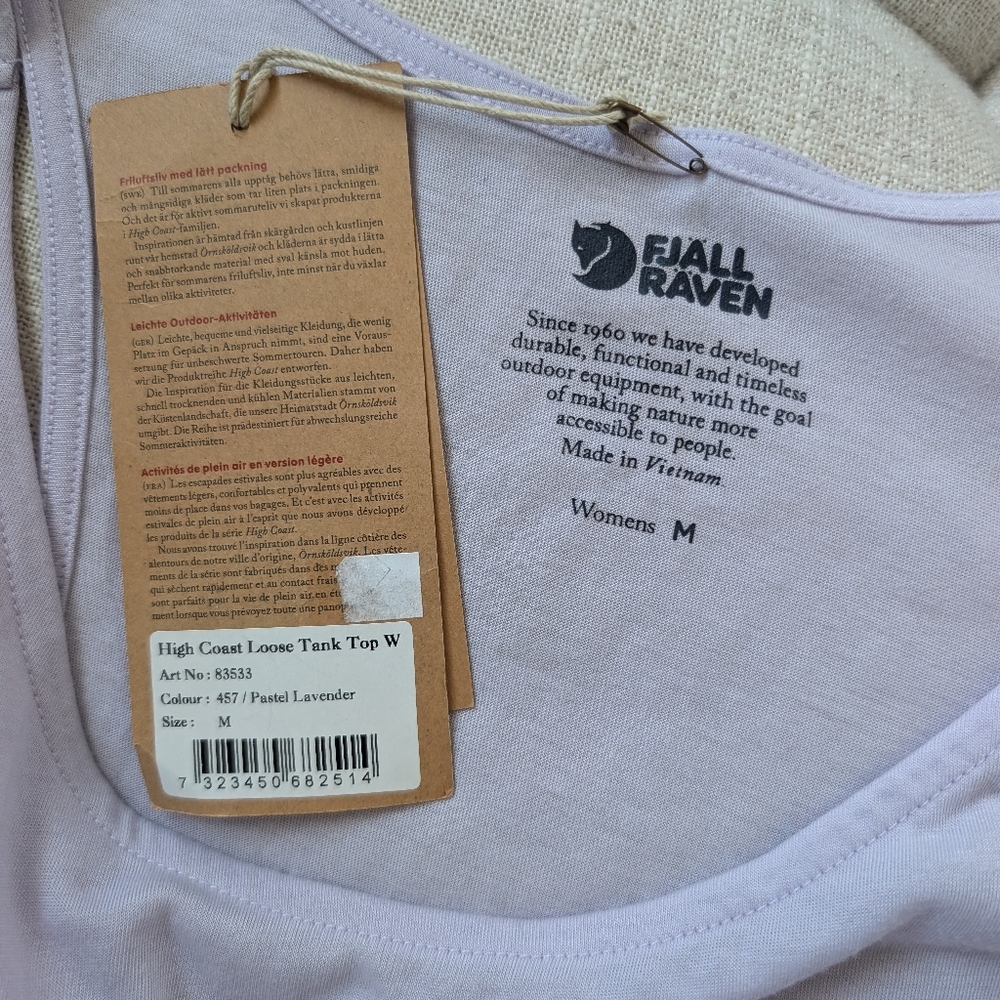 Friluftsliv med lätt packning
(SWE) Till sommarens alla upptåg behövs lätta, smidiga
och mångsidiga kläder som tar liten plats i packningen.
Och det är för aktivt sommaruteliv vi skapat produkterna
i High Coast-familjen.
Inspirationen är hämtad från skärgården och kustlinjen
runt vår hemstad Örnsköldsvik och kläderna är sydda i lätta
och snabbtorkande material med sval känsla mot huden.
Perfekt för sommarens friluftsliv, inte minst när du växlar
mellan olika aktiviteter.
Leichte Outdoor-Aktivitäten
(GER) Leichte, bequeme und vielseitige Kleidung, die wenig
Platz im Gepäck in Anspruch nimmt, sind eine Voraus-
setzung für unbeschwerte Sommertouren. Daher haben
wir die Produktreihe High Coast entworfen.
Die Inspiration für die Kleidungsstücke aus leichten,
schnell trocknenden und kühlen Materialien stammt von
der Küstenlandschaft, die unsere Heimatstadt Örnsköldsvik
umgibt. Die Reihe ist prädestiniert für abwechslungsreiche
Sommeraktivitäten.
Activités de plein air en version légère
(FRA) Les escapades estivales sont plus agréables avec des
vêtements légers, confortables et polyvalents qui prennent
moins de place dans vos bagages. Et c'est avec les activités
estivales de plein air à l'esprit que nous avons développé
les produits de la série High Coast.
Nous avons trouvé l'inspiration dans la ligne côtière des
alentours de notre ville d'origine, Örnsköldsvik. Les vête-
ments de la série sont fabriqués dans des
qui sèchent rapidement et au contact
sont parfaits pour la vie de plein air en
ment lorsque vous prévoyez toute une
High Coast Loose Tank Top W
Art No : 83533
Colour : 457 / Pastel Lavender
Size : M
7 323450 682514
FJÄLL
RÄVEN
Since 1960 we have developed
durable, functional and timeless
outdoor equipment, with the goal
of making nature more
accessible to people.
Made in Vietnam
Womens M